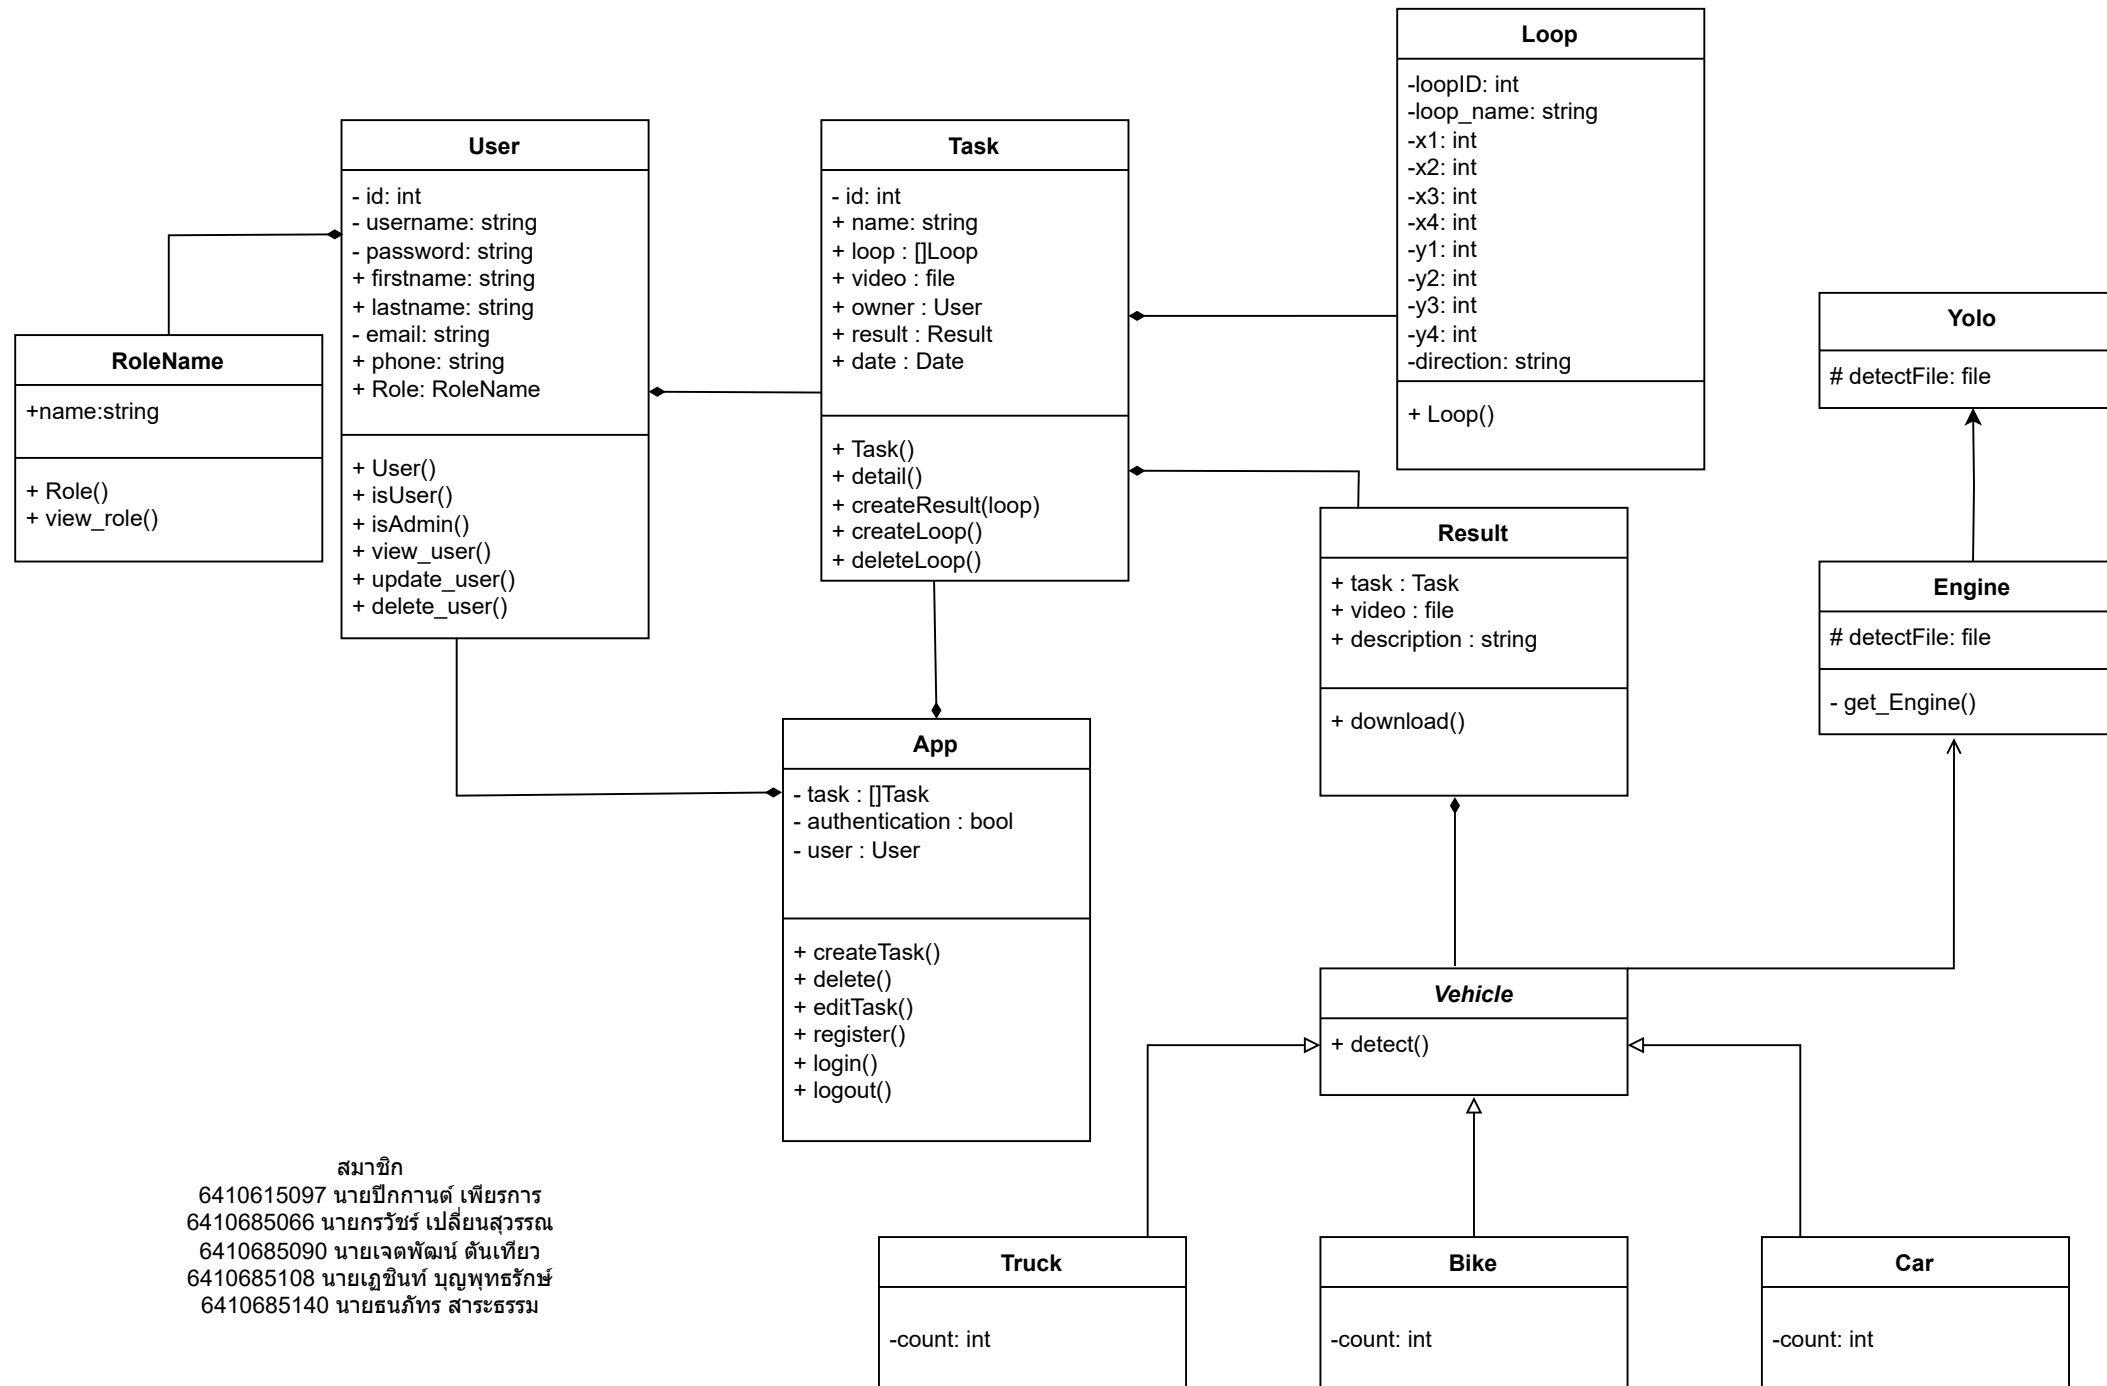 Loop
-loopID: int
-loop_name: string
-x1: int
-x2: int
-x3: int
-x4: int
-y1: int
-y2: int
-y3: int
-y4: int
-direction: string
+ Loop()
User
- id: int
- username: string
- password: string
+ firstname: string
+ lastname: string
- email: string
+ phone: string
+ Role: RoleName
+ User()
+ isUser()
+ isAdmin()
+ view_user()
+ update_user()
+ delete_user()
Task
- id: int
+ name: string
+ loop : []Loop
+ video : file
+ owner : User
+ result : Result
+ date : Date
+ Task()
+ detail()
+ createResult(loop)
+ createLoop()
+ deleteLoop()
RoleName
+name:string
+ Role()
+ view_role()
Yolo
# detectFile: file
Result
+ task : Task
+ video : file
+ description : string
+ download()
Engine
# detectFile: file
- get_Engine()
App
- task : []Task
- authentication : bool
- user : User
+ createTask()
+ delete()
+ editTask()
+ register()
+ login()
+ logout()
Vehicle
+ detect()
สมาชิก
6410615097 นายปีกกานต์ เพียรการ
6410685066 นายกรวัชร์ เปลี่ยนสุวรรณ
6410685090 นายเจตพัฒน์ ตันเทียว
6410685108 นายเฏชินท์ บุญพุทธรักษ์
6410685140 นายธนภัทร สาระธรรม
Truck
-count: int
Bike
-count: int
Car
-count: int